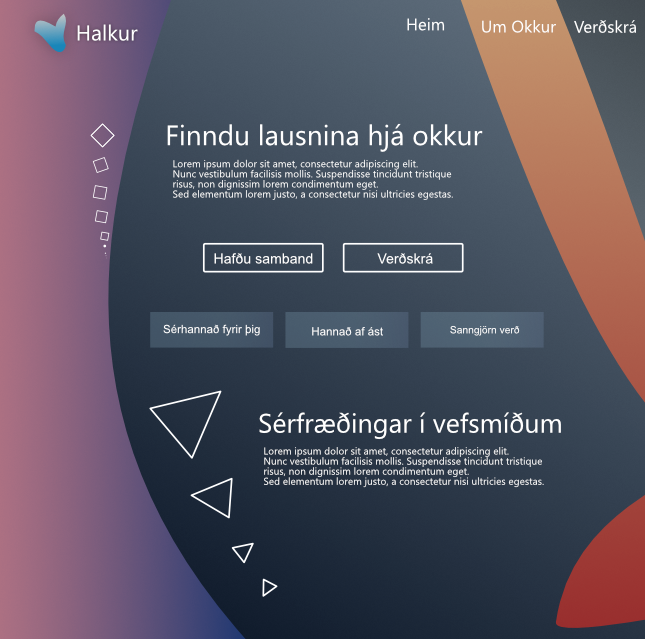 Halkur
Heim
Um Okkur
Verðskrá
Finndu lausnina hjá okkur
Lorem ipsum dolor sit amet, consectetur adipiscing elit.
Nunc vestibulum facilisis mollis. Suspendisse tincidunt tristique
risus, non dignissim lorem condimentum eget.
Sed elementum lorem justo, a consectetur nisi ultricies egestas.
Hafðu samband
Verðskrá
Sérhannað fyrir þig
Hannað af ást
Sanngjörn verð
Sérfræðingar í vefsmíðum
Lorem ipsum dolor sit amet, consectetur adipiscing elit.
Nunc vestibulum facilisis mollis. Suspendisse tincidunt tristique
risus, non dignissim lorem condimentum eget.
Sed elementum lorem justo, a consectetur nisi ultricies egestas.